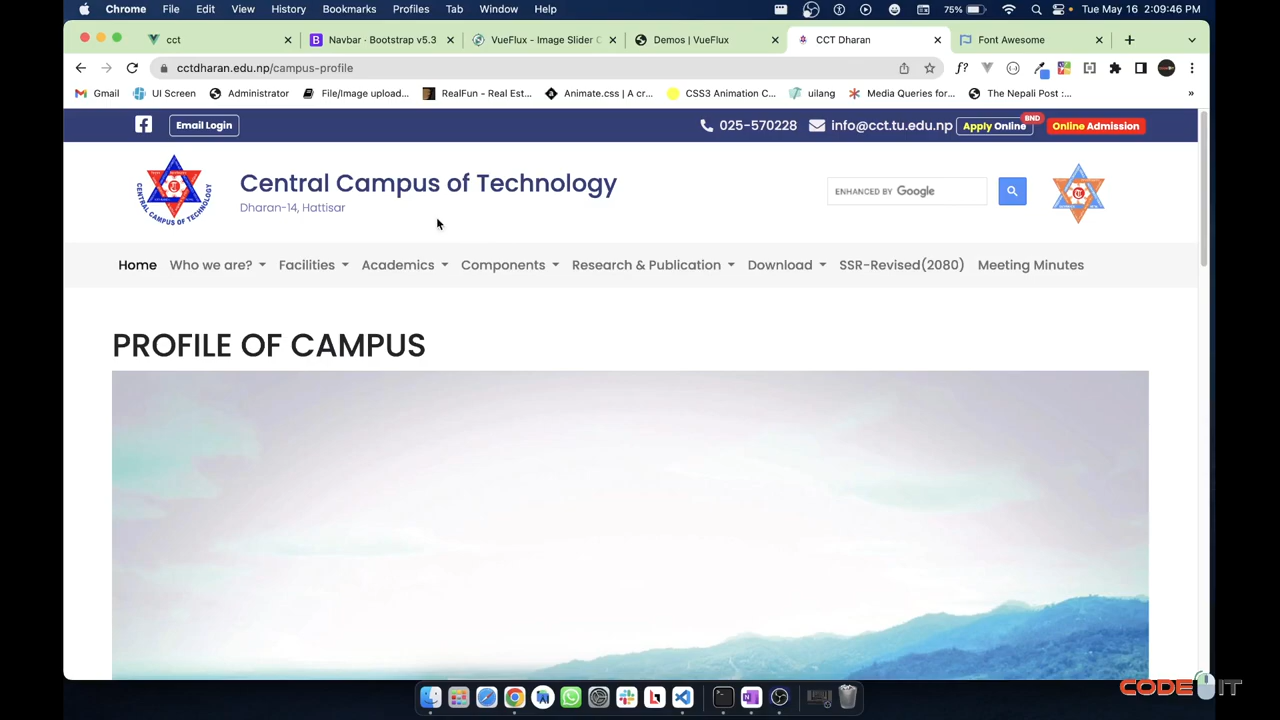 Chrome File Edit View History Bookmarks Profiles Tab Window Help 75% Tue May 16 2:09:46 PM
cct Navbar · Bootstrap v5.3 VueFlux - Image Slider C Demos | VueFlux CCT Dharan Font Awesome
cctdharan.edu.np/campus-profile
Gmail UI Screen Administrator File/Image upload... RealFun - Real Est... Animate.css | A cr... CSS3 Animation C... uilang Media Queries for... The Nepali Post :... »
Email Login 025-570228 info@cct.tu.edu.np Apply Online BND Online Admission
CENTRAL CAMPUS OF TECHNOLOGY
Central Campus of Technology
Dharan-14, Hattisar
ENHANCED BY Google
Home Who we are? Facilities Academics Components Research & Publication Download SSR-Revised(2080) Meeting Minutes
PROFILE OF CAMPUS
CODE IT